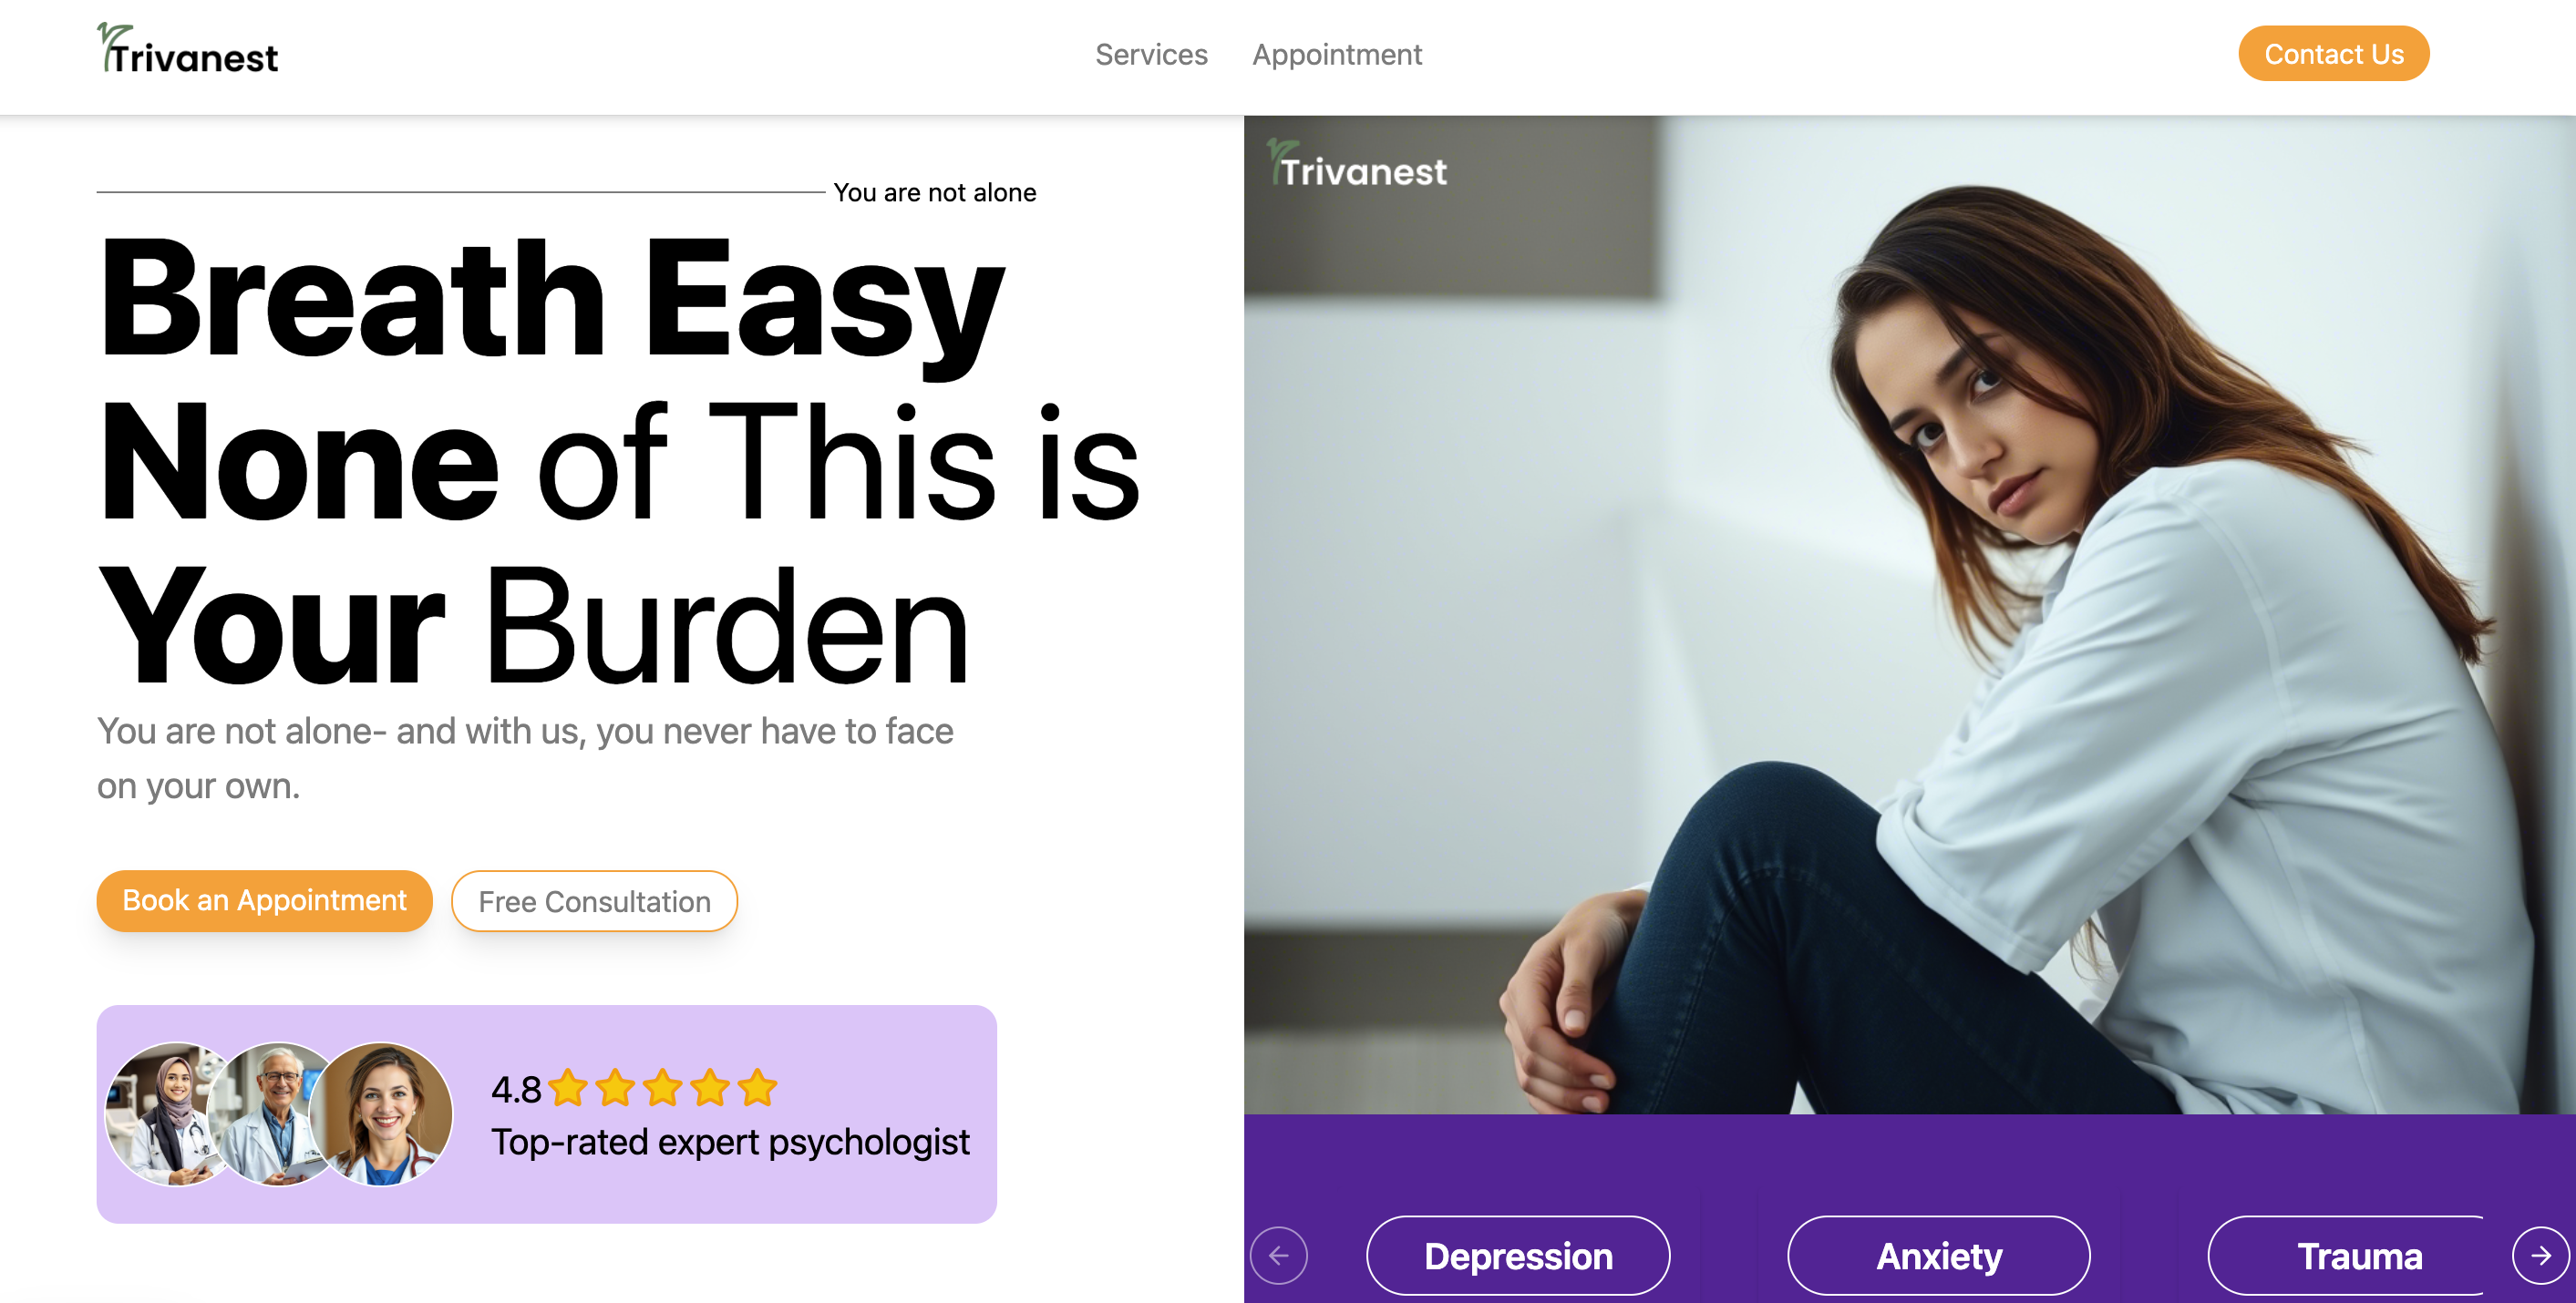 Trivanest
Services
Appointment
Contact Us
You are not alone
Breath Easy
None of This is
Your Burden
You are not alone- and with us, you never have to face
on your own.
Book an Appointment
Free Consultation
4.8
Top-rated expert psychologist
Trivanest
Depression
Anxiety
Trauma